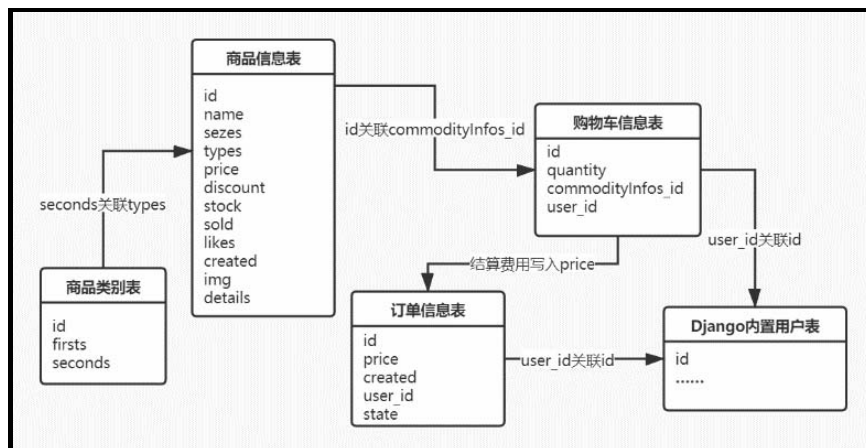 商品信息表
id
name
sezes
types
price
discount
stock
sold
likes
created
img
details
seconds关联types
商品类别表
id
firsts
seconds
id关联commodityInfos_id
购物车信息表
id
quantity
commodityInfos_id
user_id
user_id关联id
结算费用写入price
订单信息表
id
price
created
user_id
state
user_id关联id
Django内置用户表
id
......